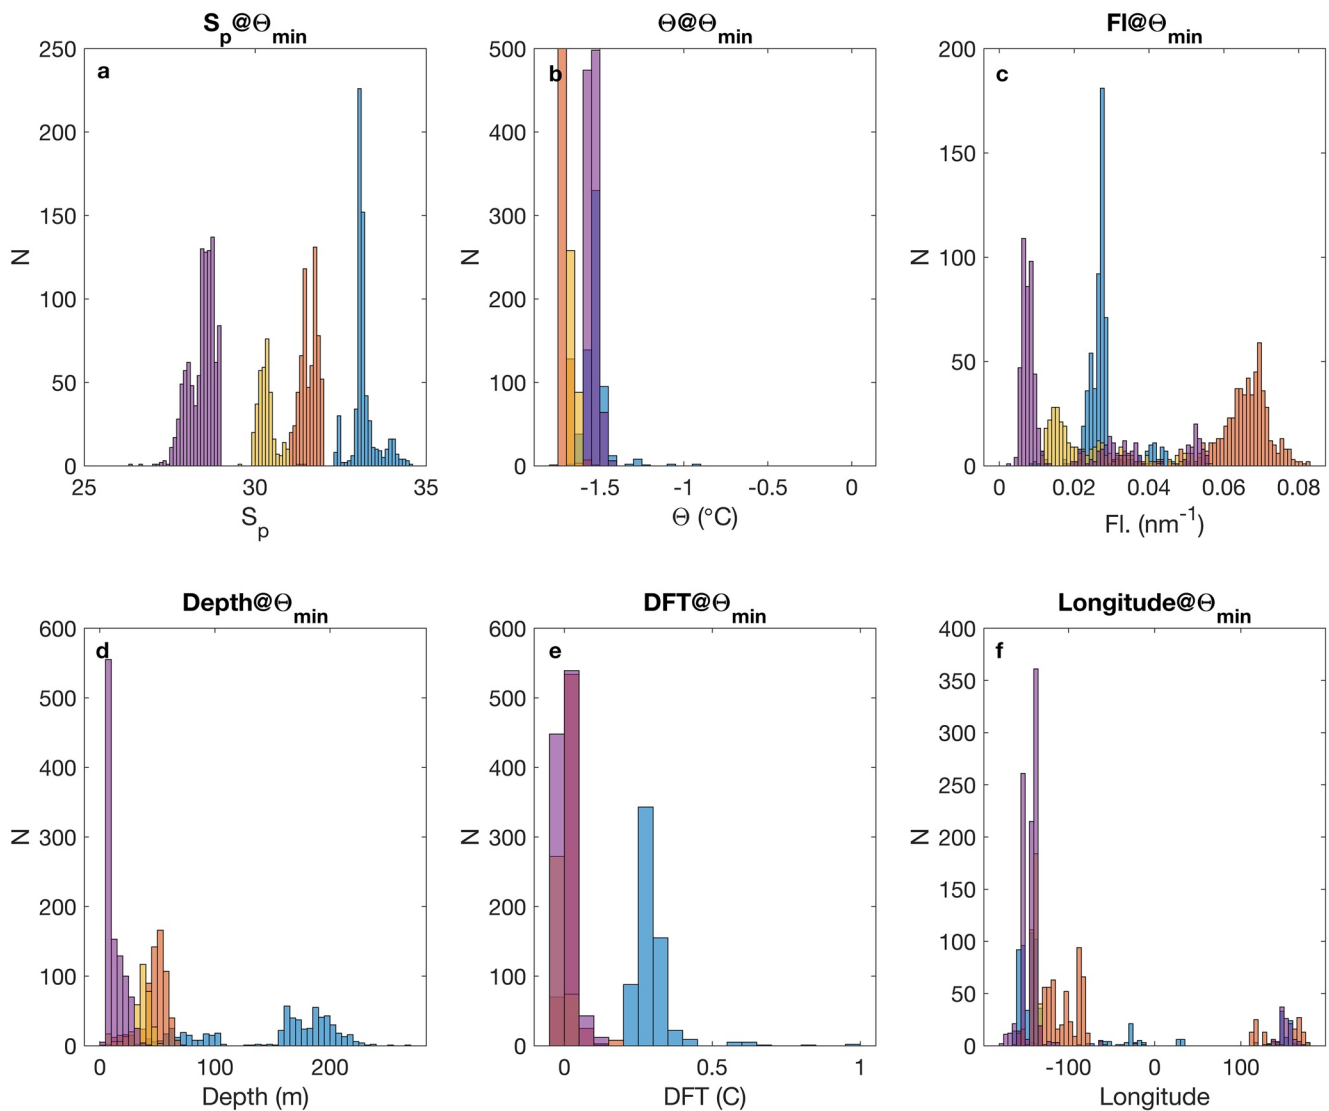 Sp@Θmin
a
250
200
150
100
50
0
N
25 30 35
Sp
Θ@Θmin
b
500
400
300
200
100
0
N
-1.5 -1 -0.5 0
Θ (°C)
Fl@Θmin
c
200
150
100
50
0
N
0 0.02 0.04 0.06 0.08
Fl. (nm-1)
Depth@Θmin
d
600
500
400
300
200
100
0
N
0 100 200
Depth (m)
DFT@Θmin
e
600
500
400
300
200
100
0
N
0 0.5 1
DFT (C)
Longitude@Θmin
f
400
350
300
250
200
150
100
50
0
N
-100 0 100
Longitude